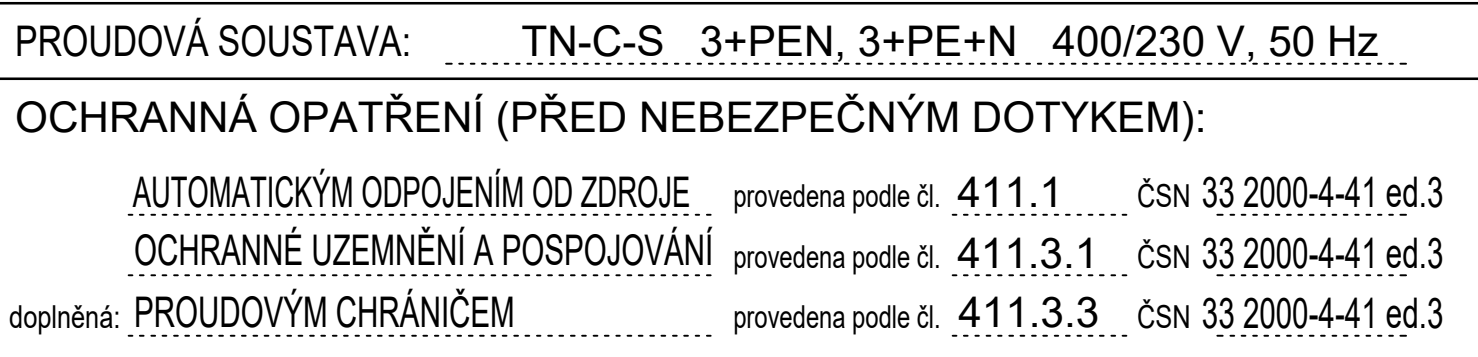 PROUDOVÁ SOUSTAVA: TN-C-S 3+PEN, 3+PE+N 400/230 V, 50 Hz
OCHRANNÁ OPATŘENÍ (PŘED NEBEZPEČNÝM DOTYKEM):
AUTOMATICKÝM ODPOJENÍM OD ZDROJE provedena podle čl. 411.1 ČSN 33 2000-4-41 ed.3
OCHRANNÉ UZEMNĚNÍ A POSPOJOVÁNÍ provedena podle čl. 411.3.1 ČSN 33 2000-4-41 ed.3
doplněná: PROUDOVÝM CHRÁNIČEM provedena podle čl. 411.3.3 ČSN 33 2000-4-41 ed.3